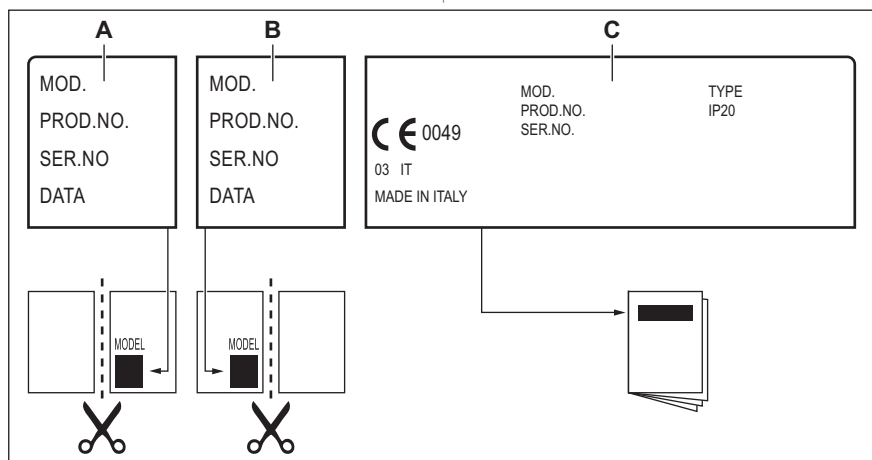 A
B
C
MOD.
PROD.NO.
SER.NO
DATA
MOD.
PROD.NO.
SER.NO
DATA
MOD.
PROD.NO.
SER.NO.
TYPE
IP20
CE 0049
03 IT
MADE IN ITALY
MODEL
MODEL